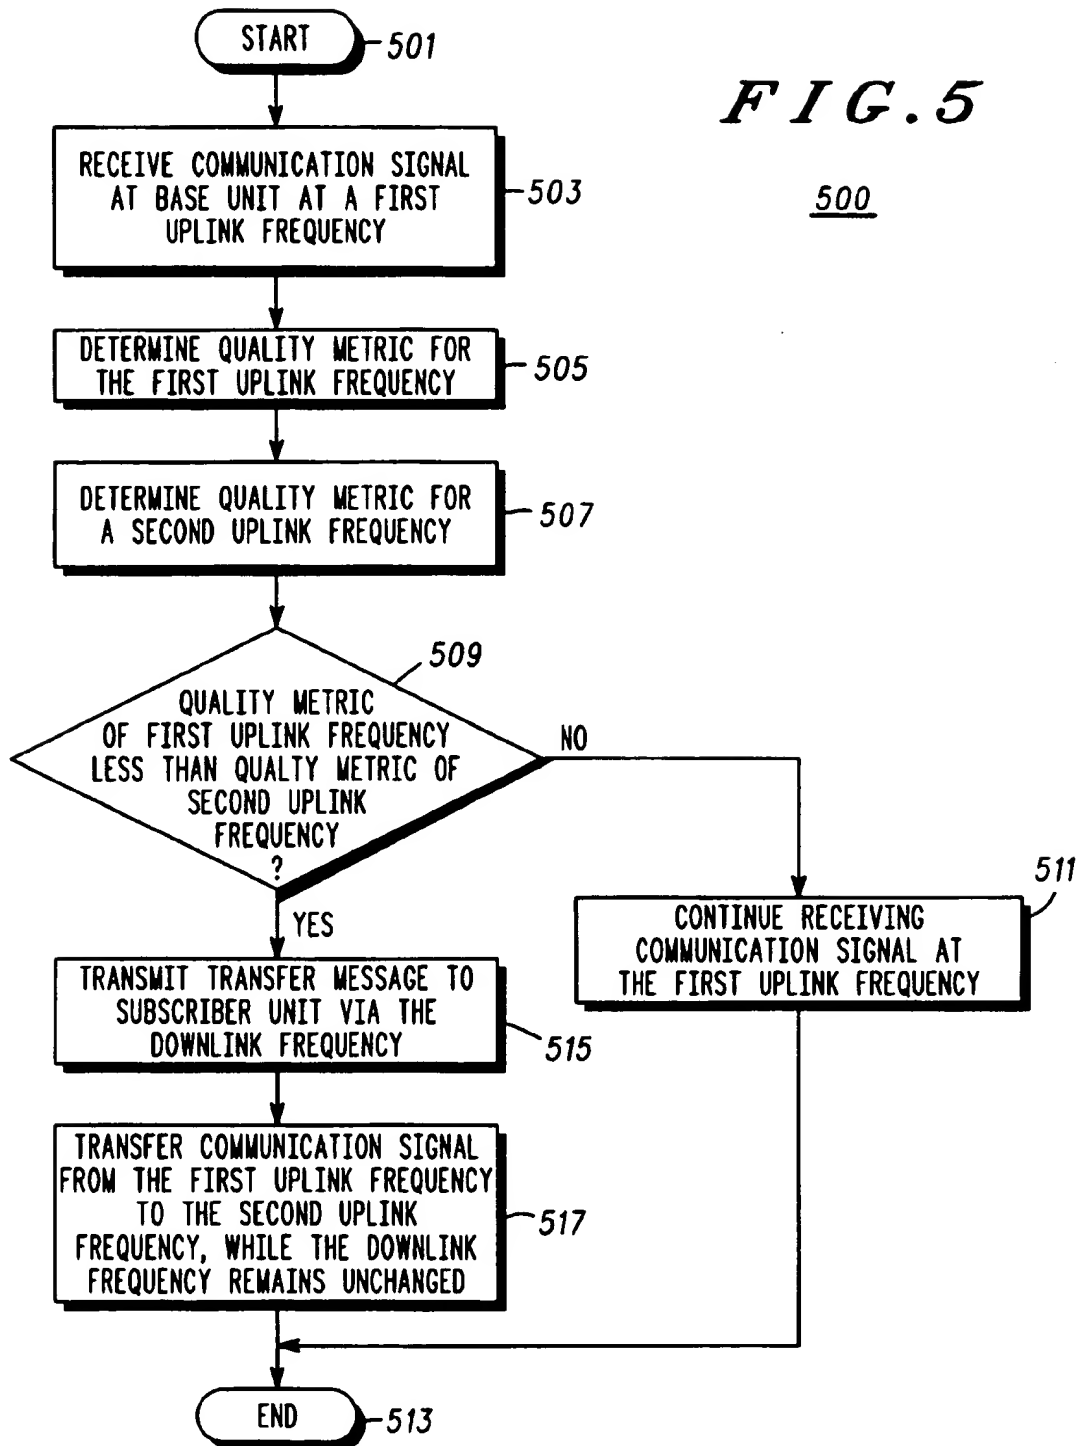 START
501
FIG.5
500
RECEIVE COMMUNICATION SIGNAL
AT BASE UNIT AT A FIRST
UPLINK FREQUENCY
503
DETERMINE QUALITY METRIC FOR
THE FIRST UPLINK FREQUENCY
505
DETERMINE QUALITY METRIC FOR
A SECOND UPLINK FREQUENCY
507
509
QUALITY METRIC
OF FIRST UPLINK FREQUENCY
LESS THAN QUALTY METRIC OF
SECOND UPLINK
FREQUENCY
?
NO
YES
511
CONTINUE RECEIVING
COMMUNICATION SIGNAL AT
THE FIRST UPLINK FREQUENCY
TRANSMIT TRANSFER MESSAGE TO
SUBSCRIBER UNIT VIA THE
DOWNLINK FREQUENCY
515
TRANSFER COMMUNICATION SIGNAL
FROM THE FIRST UPLINK FREQUENCY
TO THE SECOND UPLINK
FREQUENCY, WHILE THE DOWNLINK
FREQUENCY REMAINS UNCHANGED
517
END
513